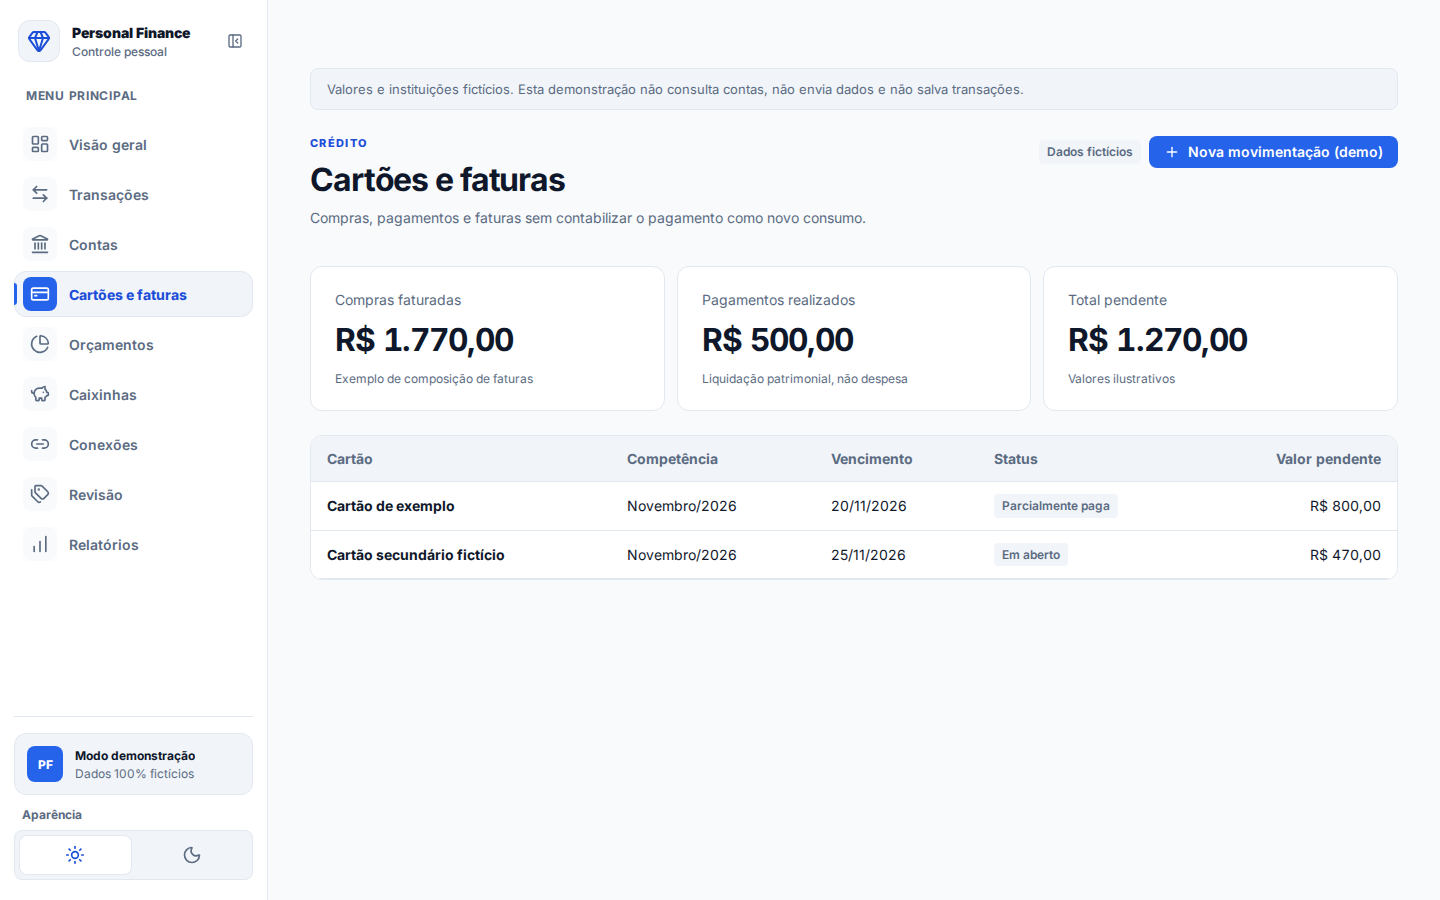 Personal Finance
Controle pessoal
MENU PRINCIPAL
Visão geral
Transações
Contas
Cartões e faturas
Orçamentos
Caixinhas
Conexões
Revisão
Relatórios
PF
Modo demonstração
Dados 100% fictícios
Aparência
Valores e instituições fictícios. Esta demonstração não consulta contas, não envia dados e não salva transações.
CRÉDITO
Cartões e faturas
Compras, pagamentos e faturas sem contabilizar o pagamento como novo consumo.
Dados fictícios
Nova movimentação (demo)
Compras faturadas
R$ 1.770,00
Exemplo de composição de faturas
Pagamentos realizados
R$ 500,00
Liquidação patrimonial, não despesa
Total pendente
R$ 1.270,00
Valores ilustrativos
Cartão Competência Vencimento Status Valor pendente
Cartão de exemplo Novembro/2026 20/11/2026 Parcialmente paga R$ 800,00
Cartão secundário fictício Novembro/2026 25/11/2026 Em aberto R$ 470,00